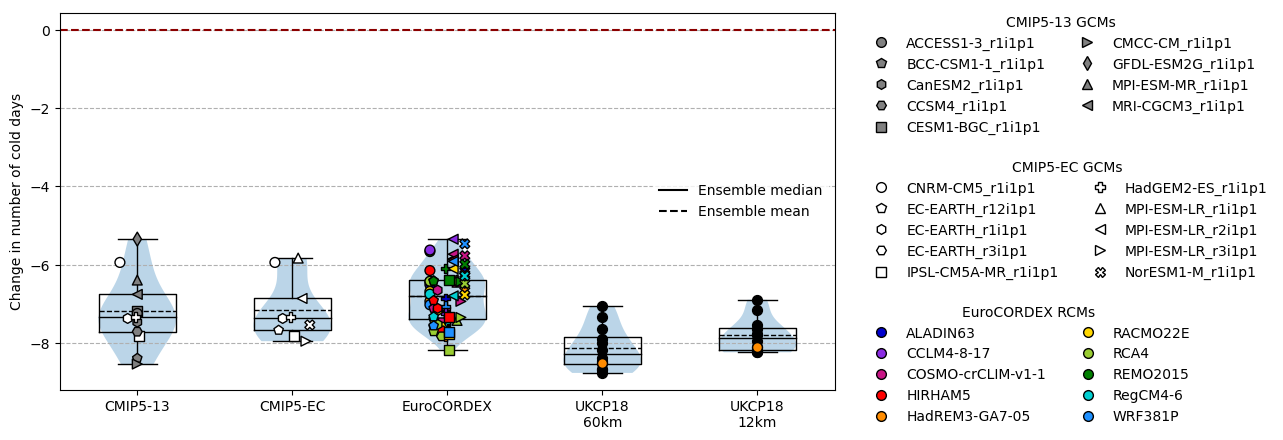 Change in number of cold days
0
−2
−4
−6
−8
Ensemble median
Ensemble mean
CMIP5-13
CMIP5-EC
EuroCORDEX
UKCP18
60km
UKCP18
12km
CMIP5-13 GCMs
ACCESS1-3_r1i1p1
BCC-CSM1-1_r1i1p1
CanESM2_r1i1p1
CCSM4_r1i1p1
CESM1-BGC_r1i1p1
CMCC-CM_r1i1p1
GFDL-ESM2G_r1i1p1
MPI-ESM-MR_r1i1p1
MRI-CGCM3_r1i1p1
CMIP5-EC GCMs
CNRM-CM5_r1i1p1
EC-EARTH_r12i1p1
EC-EARTH_r1i1p1
EC-EARTH_r3i1p1
IPSL-CM5A-MR_r1i1p1
HadGEM2-ES_r1i1p1
MPI-ESM-LR_r1i1p1
MPI-ESM-LR_r2i1p1
MPI-ESM-LR_r3i1p1
NorESM1-M_r1i1p1
EuroCORDEX RCMs
ALADIN63
CCLM4-8-17
COSMO-crCLIM-v1-1
HIRHAM5
HadREM3-GA7-05
RACMO22E
RCA4
REMO2015
RegCM4-6
WRF381P